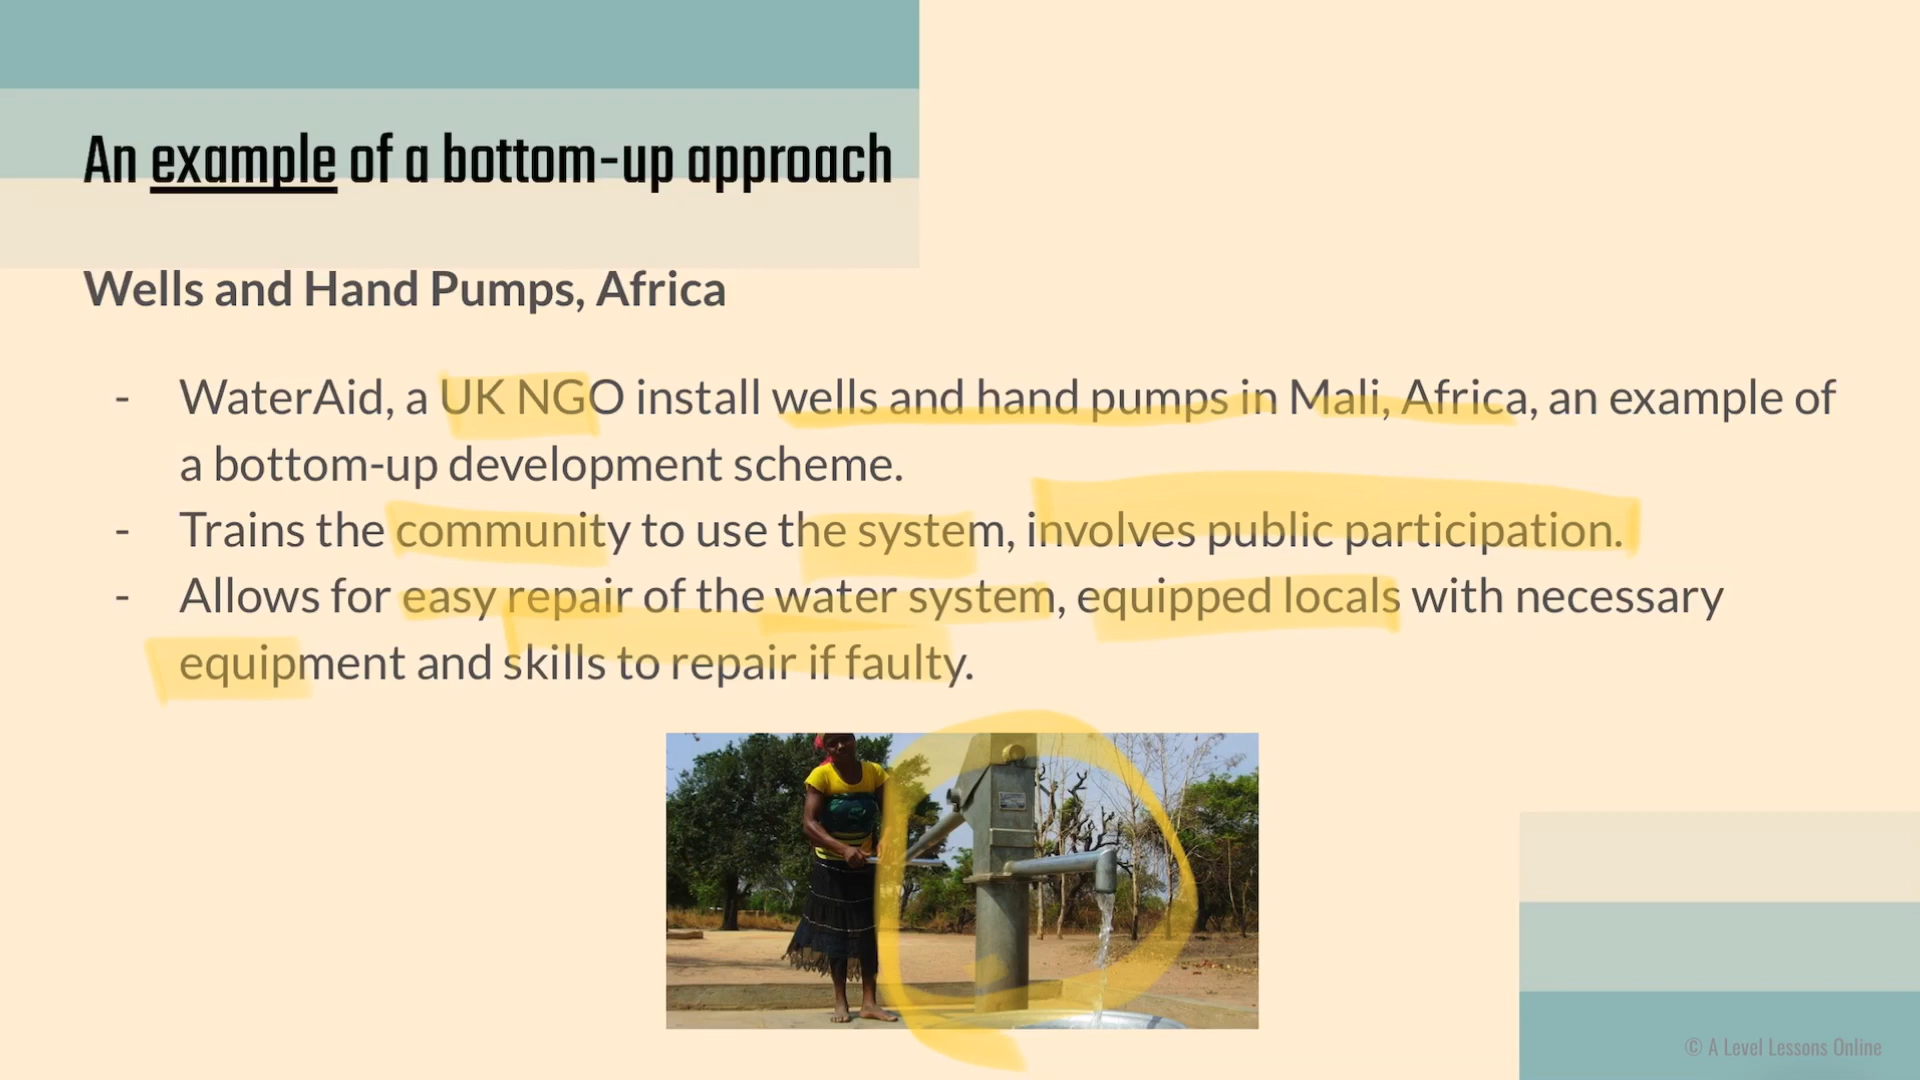 An example of a bottom-up approach
Wells and Hand Pumps, Africa
- WaterAid, a UK NGO install wells and hand pumps in Mali, Africa, an example of
a bottom-up development scheme.
- Trains the community to use the system, involves public participation.
- Allows for easy repair of the water system, equipped locals with necessary
equipment and skills to repair if faulty.
© A Level Lessons Online